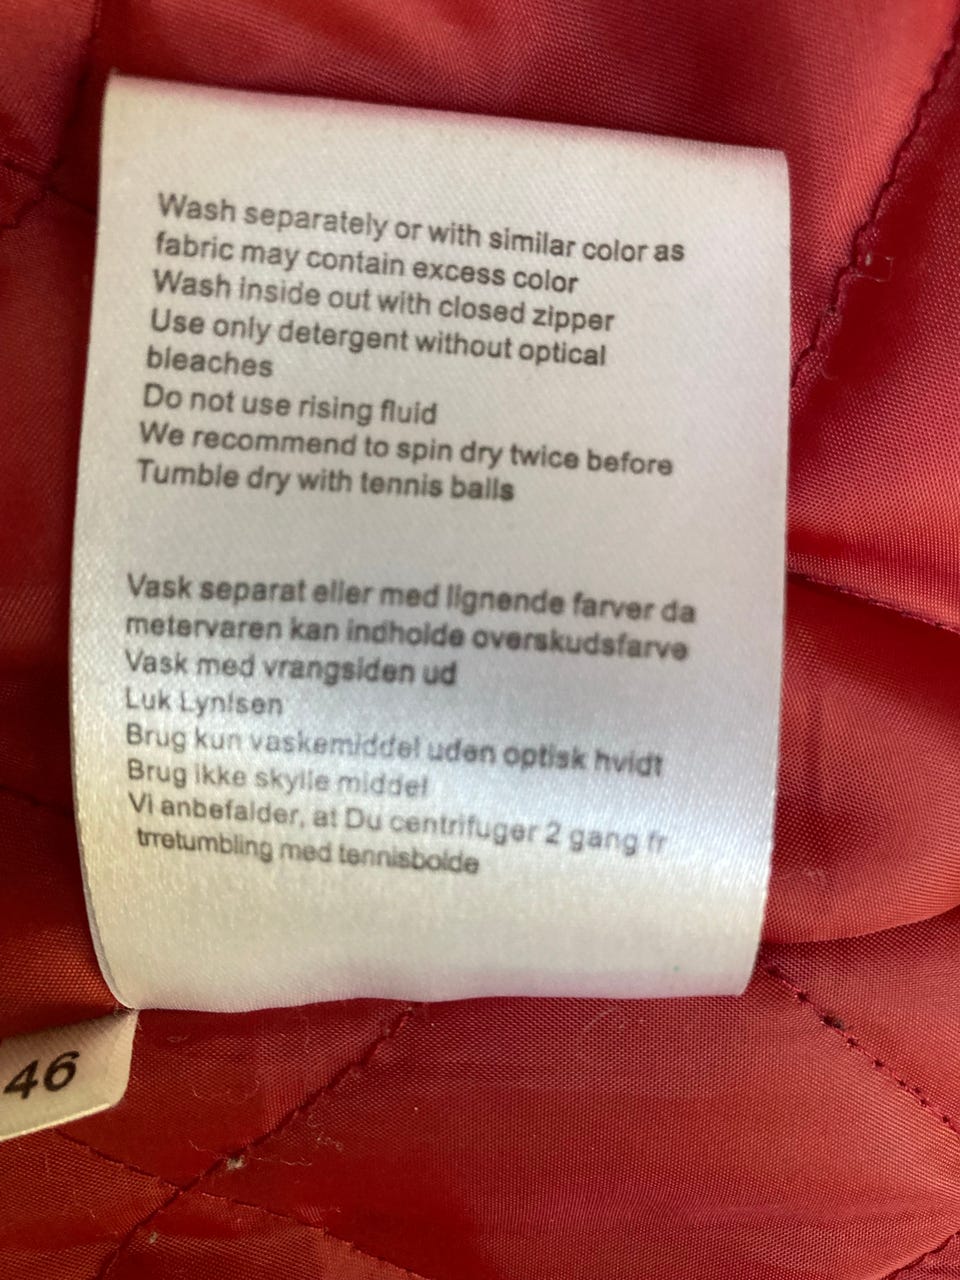 Wash separately or with similar color as
fabric may contain excess color
Wash inside out with closed zipper
Use only detergent without optical
bleaches
Do not use rising fluid
We recommend to spin dry twice before
Tumble dry with tennis balls
Vask separat eller med lignende farver da
metervaren kan indholde overskudsfarve
Vask med vrangsiden ud
Luk Lynlsen
Brug kun vaskemiddel uden optisk hvidt
Brug ikke skylle middel
Vi anbefalder, at Du centrifuger 2 gang fr
trretumbling med tennisbolde
46